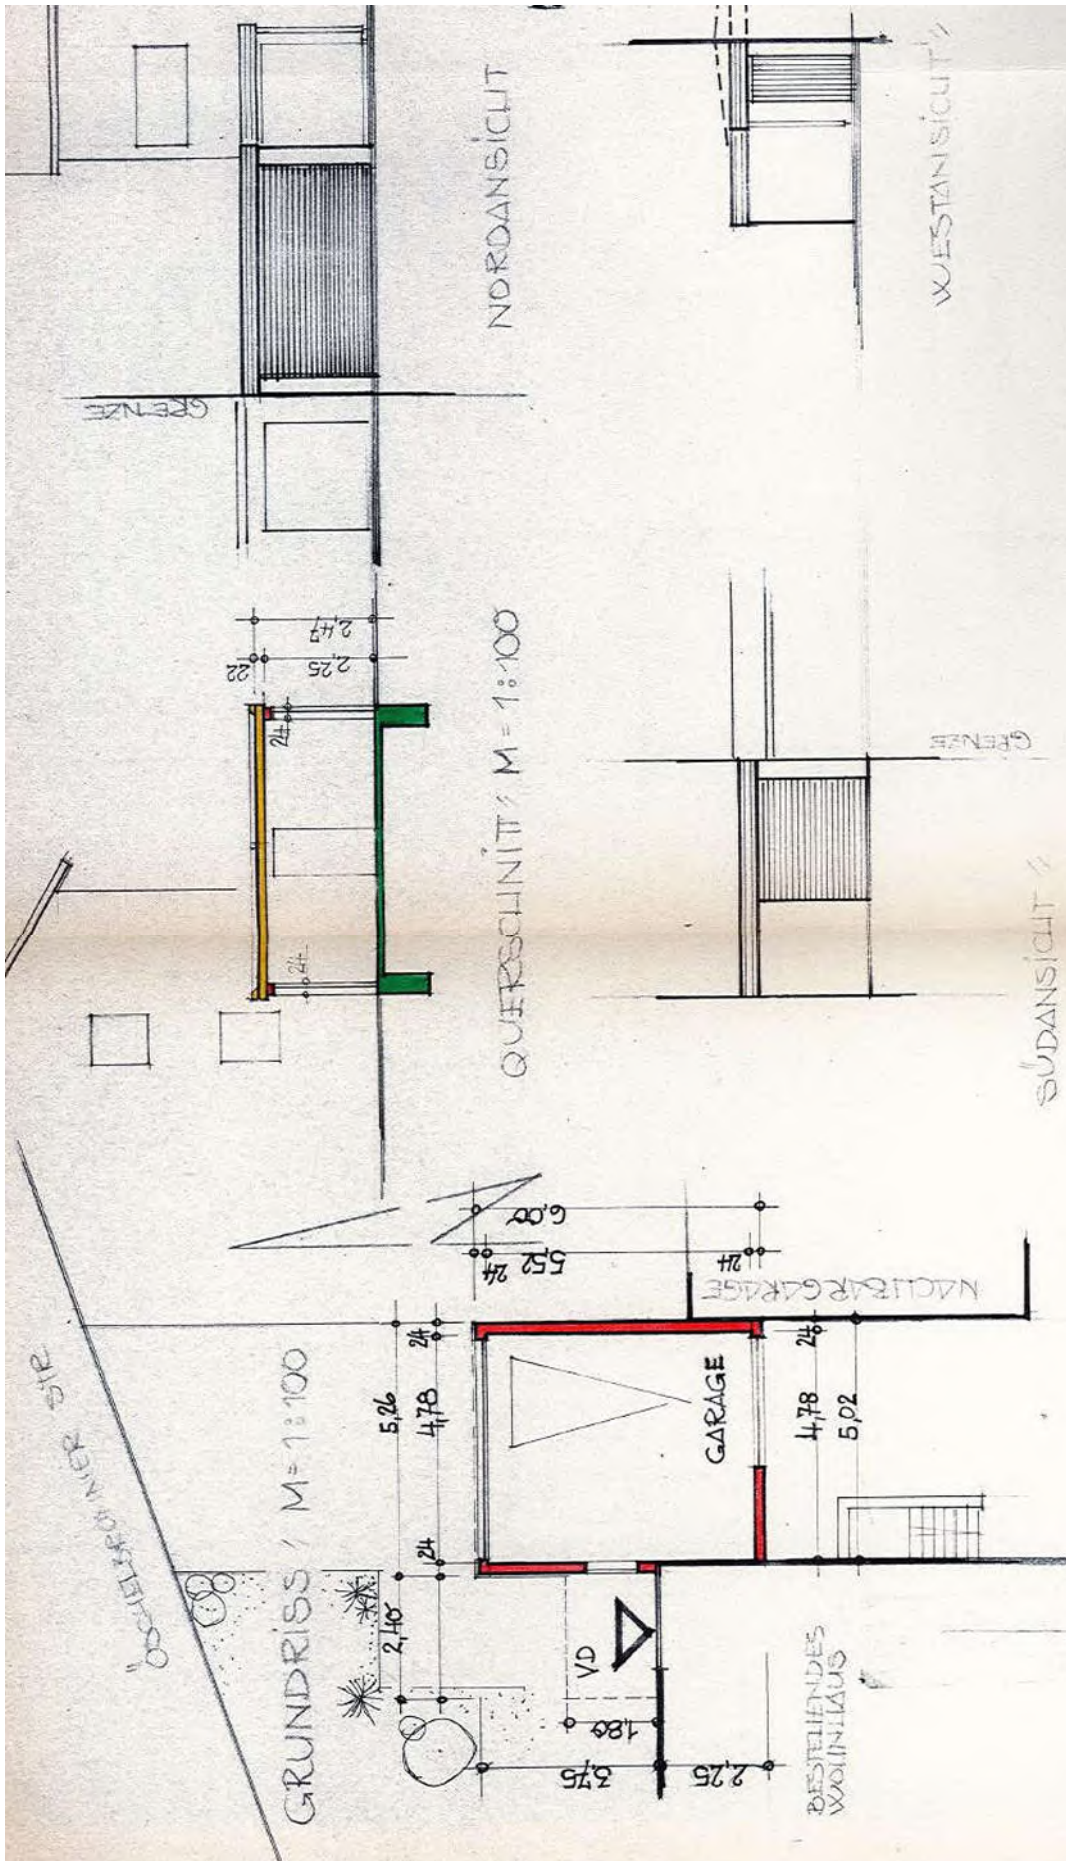 NORDANSICHT
WESTANSICHT //
GRENZE
22
2,25
2,47
24
24
QUERSCHNITT // M = 1:100
GRENZE
SÜDANSICHT //
GRUNDRISS // M = 1:100
6,00
24
5,52
24
NACHBARGARAGE
5,26
24
4,78
24
2,40
GARAGE
24
4,78
5,02
VD
1,80
3,75
2,25
BESTEHENDES
WOHNHAUS